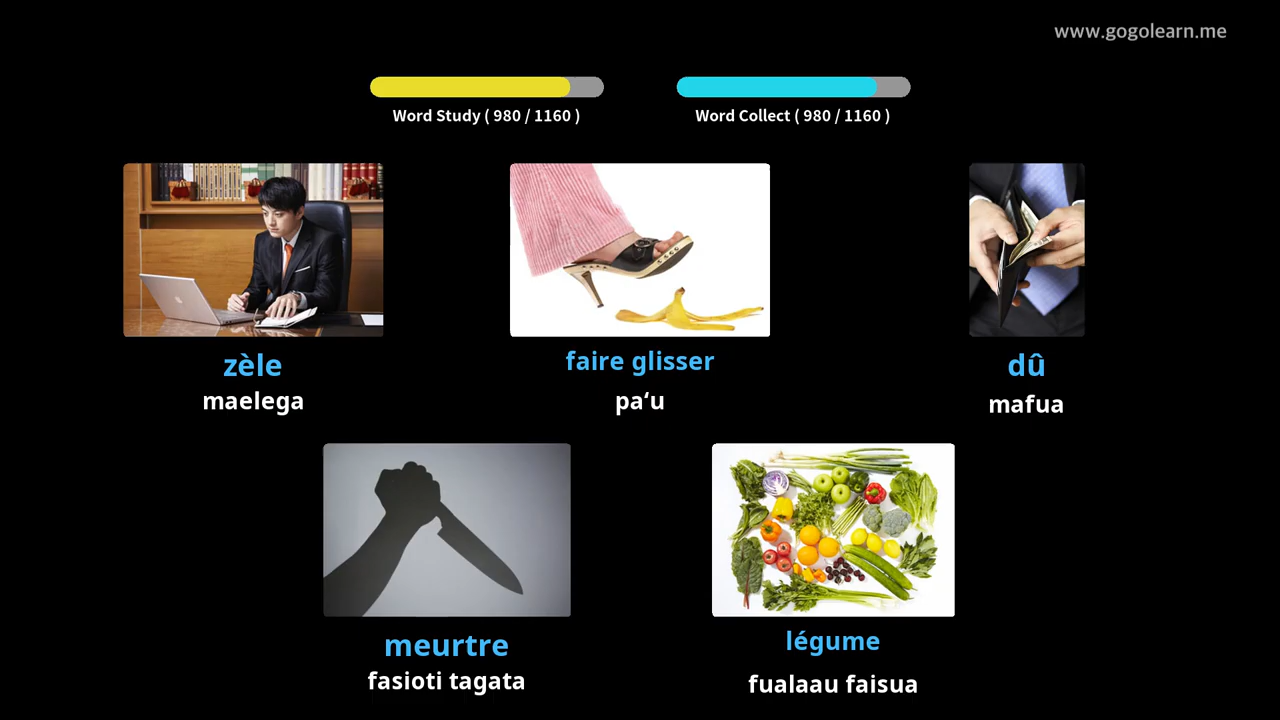 www.gogolearn.me
Word Study ( 980 / 1160 )
Word Collect ( 980 / 1160 )
zèle
maelega
faire glisser
paʻu
dû
mafua
meurtre
fasioti tagata
légume
fualaau faisua